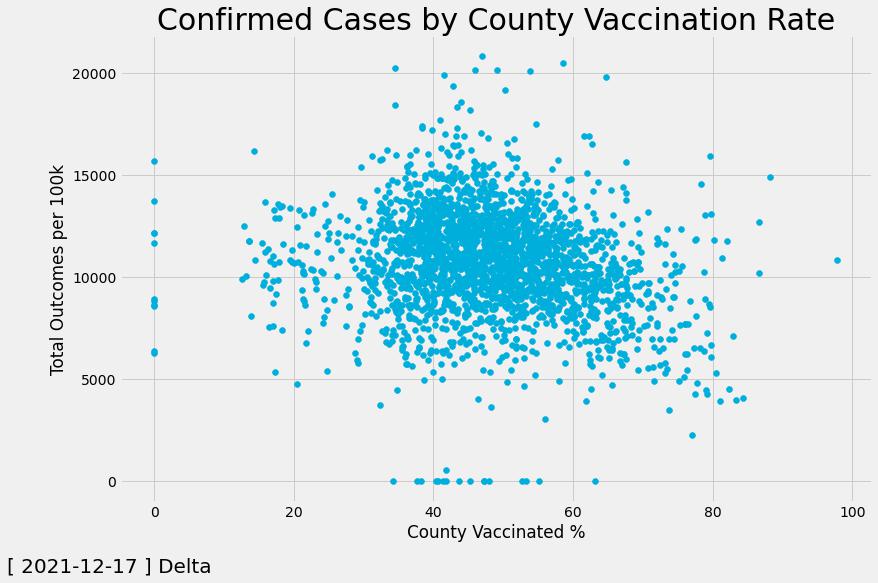 Confirmed Cases by County Vaccination Rate
Total Outcomes per 100k
20000
15000
10000
5000
0
0 20 40 60 80 100
County Vaccinated %
[ 2021-12-17 ] Delta